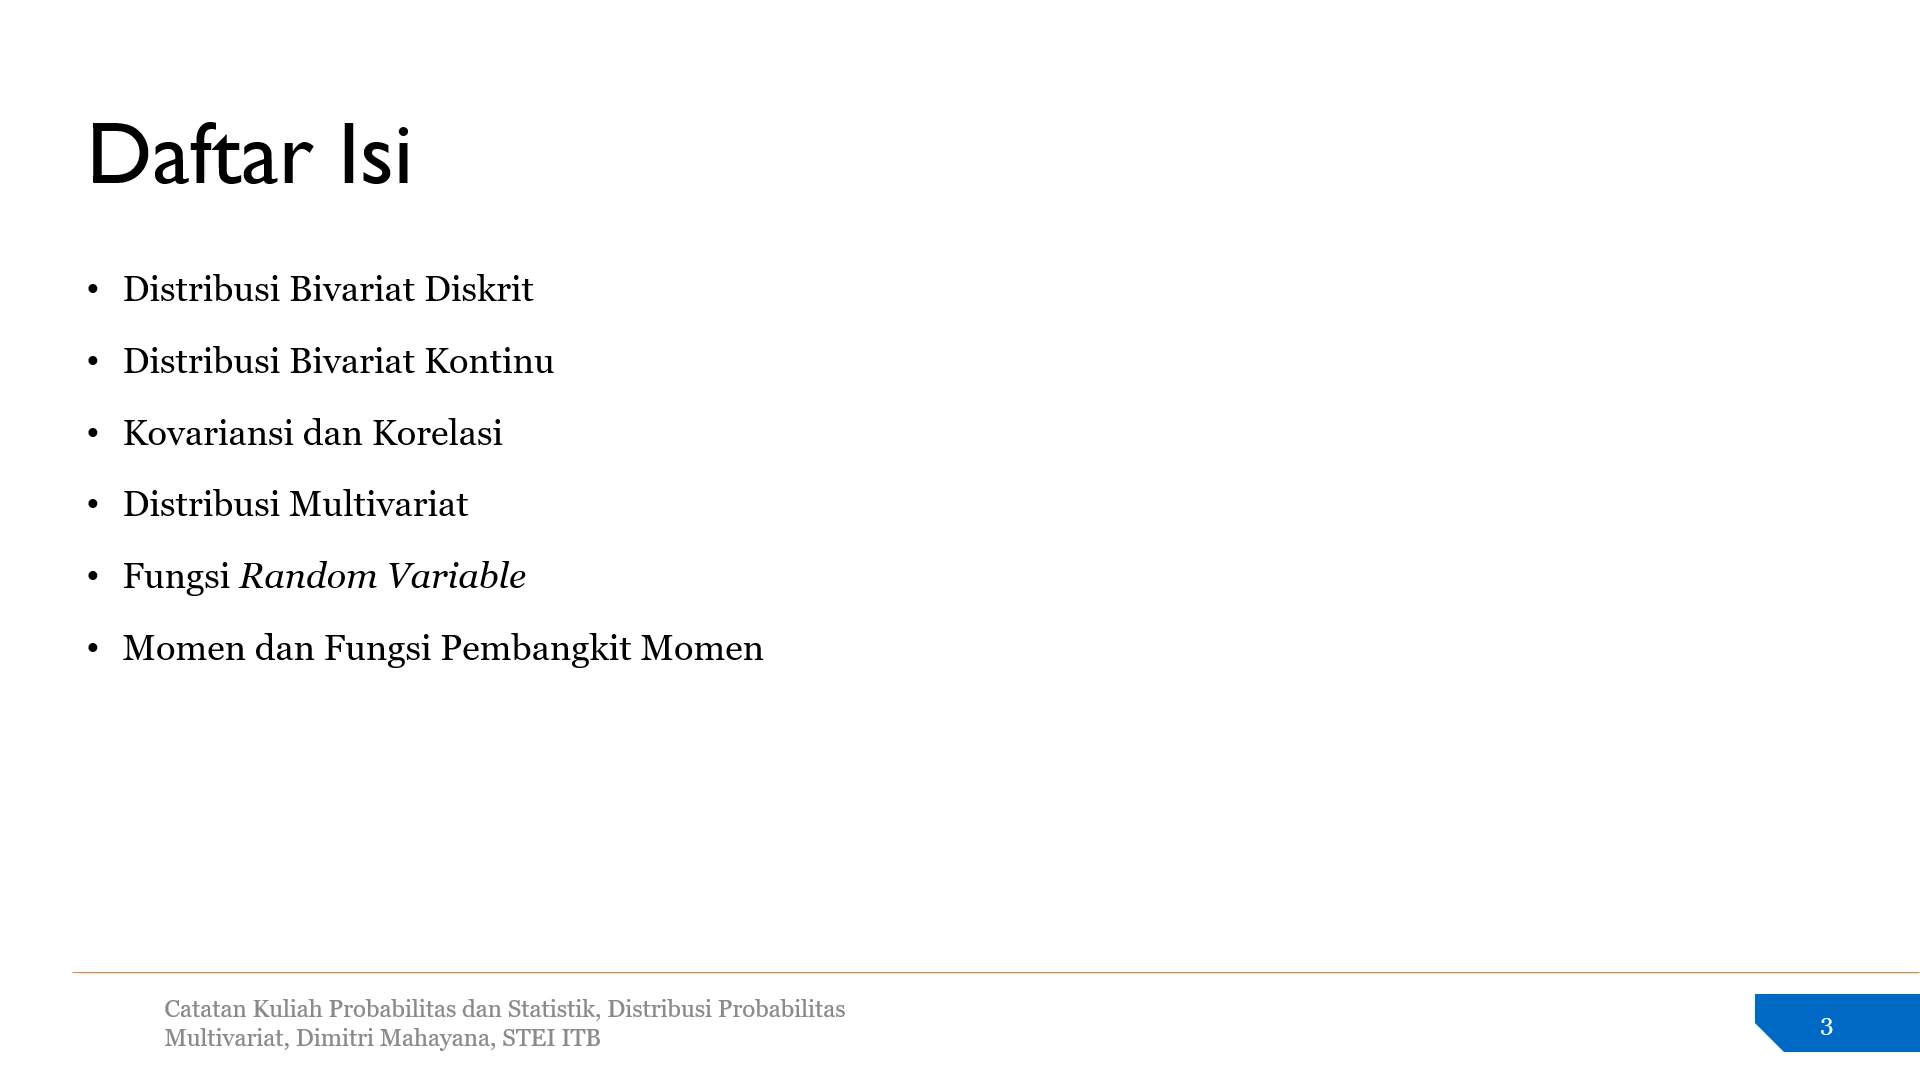 Daftar Isi
• Distribusi Bivariat Diskrit
• Distribusi Bivariat Kontinu
• Kovariansi dan Korelasi
• Distribusi Multivariat
• Fungsi Random Variable
• Momen dan Fungsi Pembangkit Momen
Catatan Kuliah Probabilitas dan Statistik, Distribusi Probabilitas
Multivariat, Dimitri Mahayana, STEI ITB
3